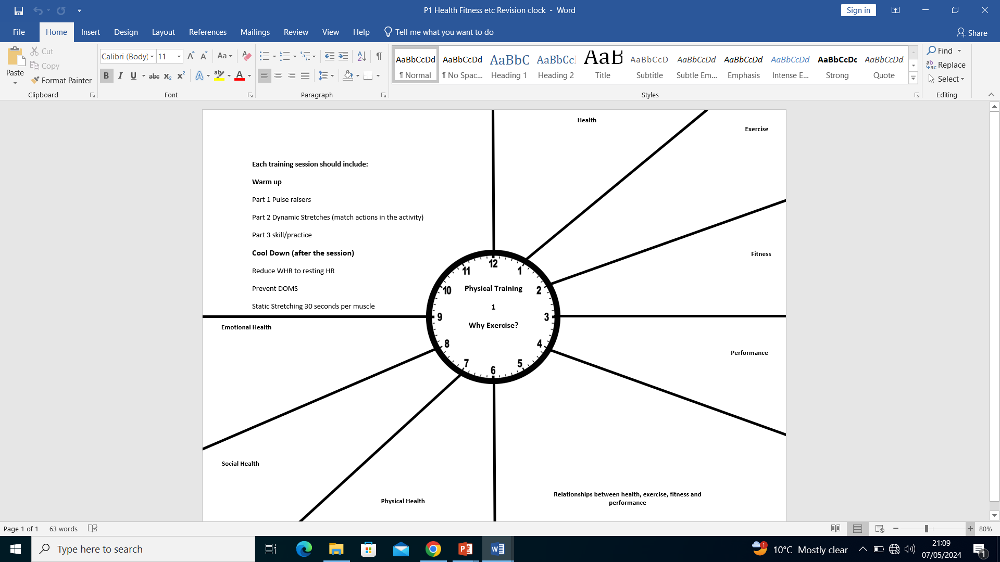 P1 Health Fitness etc Revision clock - Word
Sign in
File Home Insert Design Layout References Mailings Review View Help Tell me what you want to do
Share
Paste
Cut
Copy
Format Painter
Clipboard
Calibri (Body) 11
Font
Paragraph
AaBbCcDd AaBbCcDd AaBbC AaBbCc AaB AaBbCcD AaBbCcDd AaBbCcDd AaBbCcDd AaBbCcDc AaBbCcDd
¶ Normal ¶ No Spac... Heading 1 Heading 2 Title Subtitle Subtle Em... Emphasis Intense E... Strong Quote
Styles
Find
Replace
Select
Editing
Health
Exercise
Each training session should include:
Warm up
Part 1 Pulse raisers
Part 2 Dynamic Stretches (match actions in the activity)
Part 3 skill/practice
Cool Down (after the session)
Reduce WHR to resting HR
Prevent DOMS
Static Stretching 30 seconds per muscle
Fitness
12
1
2
3
4
5
6
7
8
9
10
11
Physical Training
1
Why Exercise?
Emotional Health
Performance
Social Health
Physical Health
Relationships between health, exercise, fitness and
performance
Page 1 of 1 63 words
80%
Type here to search
10°C Mostly clear
21:09
07/05/2024
1
1